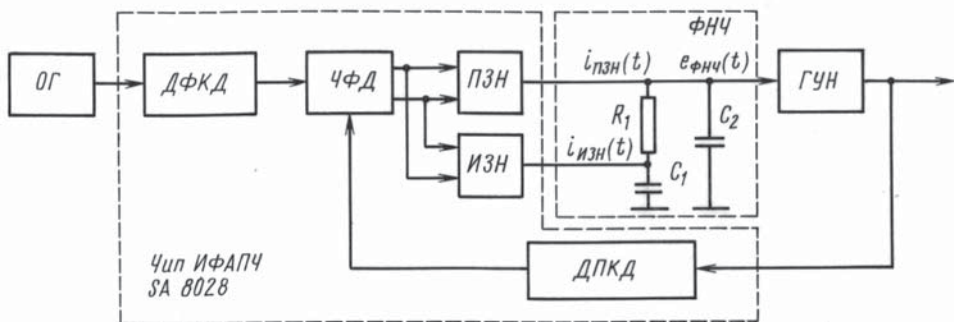 ФНЧ
ОГ
ДФКД
ЧФД
ПЗН
iПЗН(t)
eФНЧ(t)
ГУН
R1
C2
ИЗН
iИЗН(t)
C1
ДПКД
Чип ИФАПЧ
SA 8028